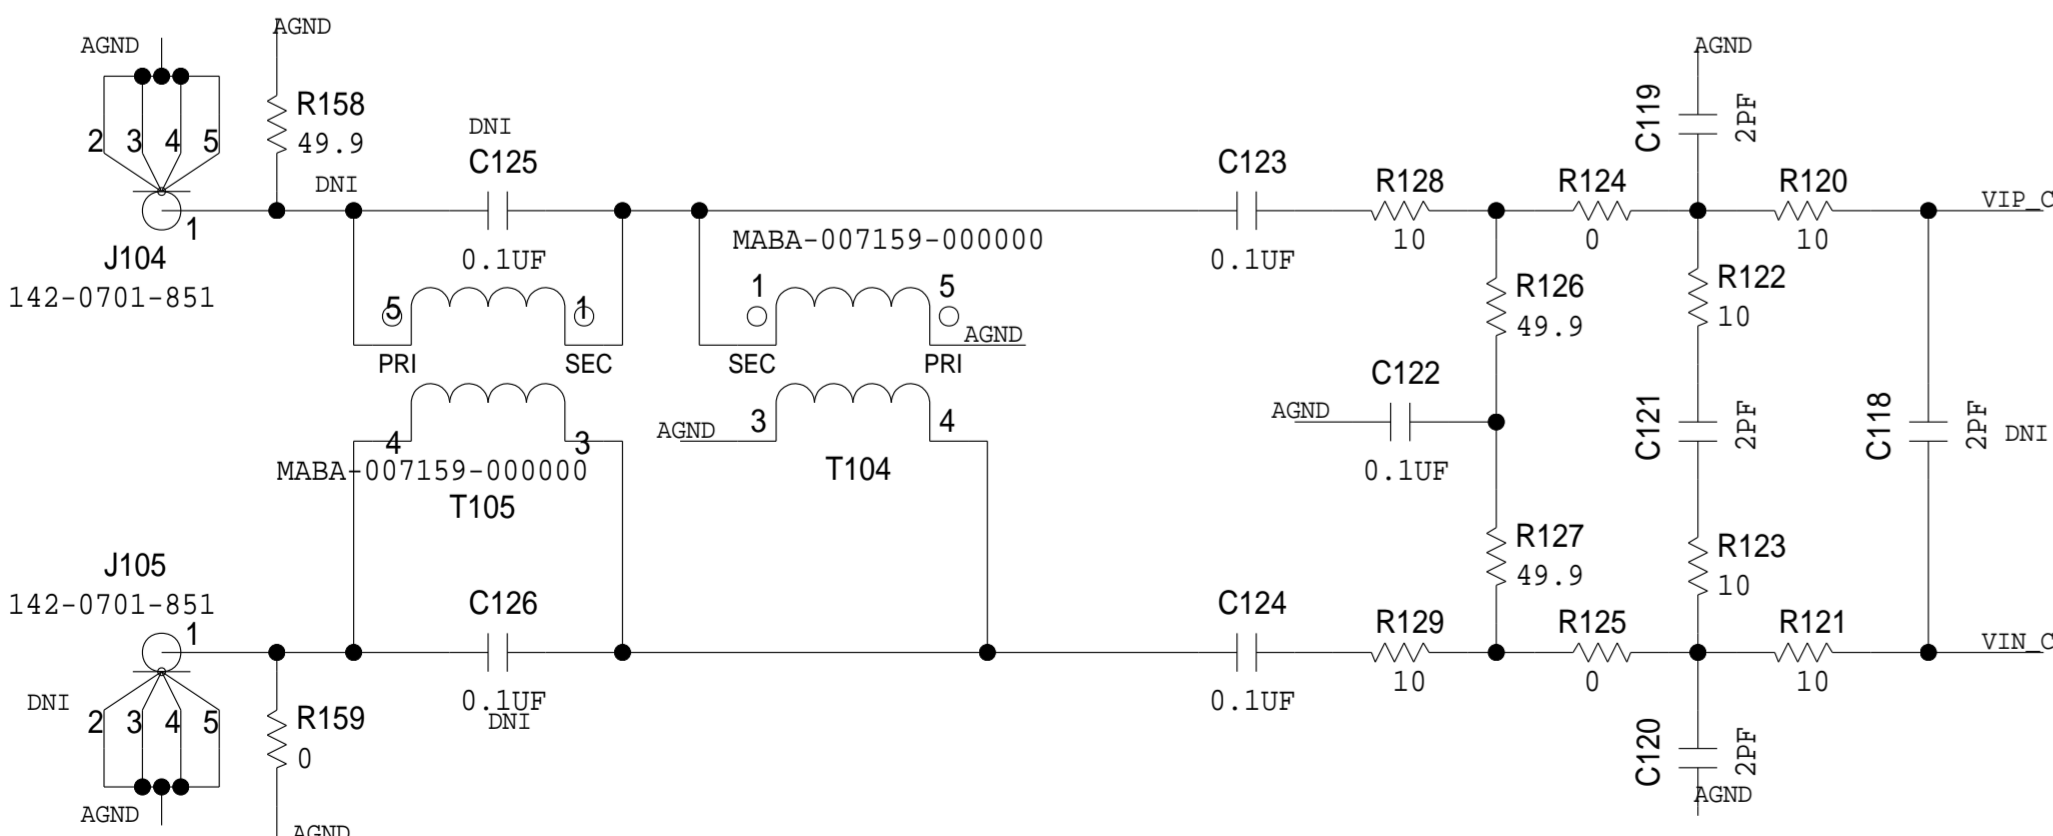 AGND
AGND
R158
49.9
2 3 4 5
DNI
1
J104
142-0701-851
DNI
C125
0.1UF
5
1
PRI
SEC
4
3
MABA-007159-000000
T105
MABA-007159-000000
1
5
AGND
SEC
PRI
AGND
3
4
T104
C123
0.1UF
R128
10
R124
0
AGND
C119
2PF
R120
10
VIP_C
R126
49.9
R122
10
C122
AGND
0.1UF
C121
2PF
C118
2PF
DNI
R127
49.9
R123
10
J105
142-0701-851
1
DNI
2 3 4 5
AGND
R159
0
AGND
C126
0.1UF
DNI
C124
0.1UF
R129
10
R125
0
R121
10
VIN_C
C120
2PF
AGND